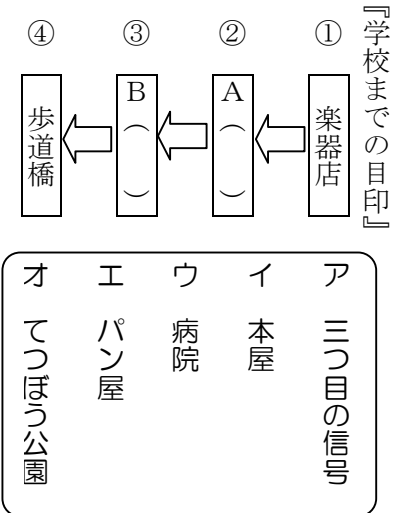 『学校までの目印』
① 楽器店
② A（　）
③ B（　）
④ 歩道橋
ア 三つ目の信号
イ 本屋
ウ 病院
エ パン屋
オ てつぼう公園